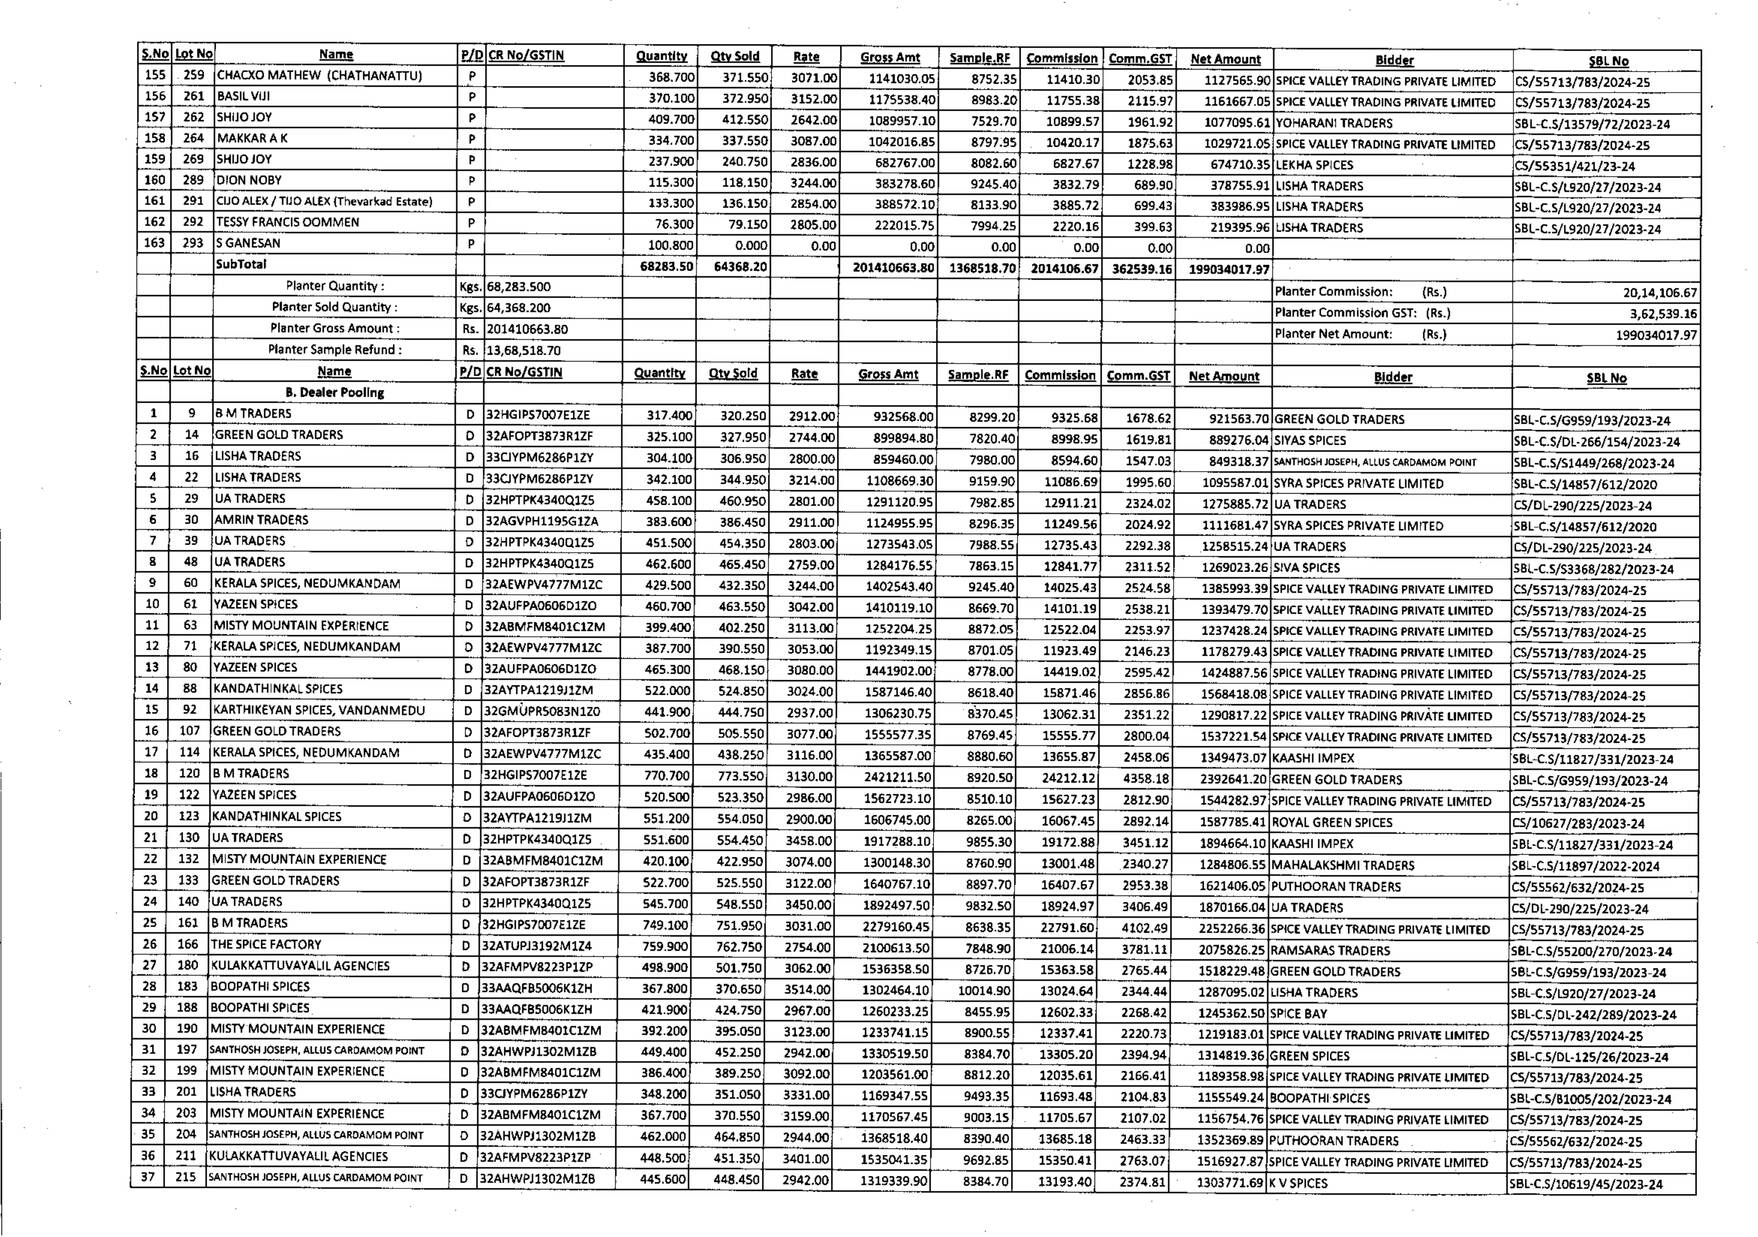 S.No Lot No Name P/D CR No/GSTIN Quantity Qty Sold Rate Gross Amt Sample.RF Commission Comm.GST Net Amount Bidder SBL No
155 259 CHACXO MATHEW (CHATHANATTU) P 368.700 371.550 3071.00 1141030.05 8752.35 11410.30 2053.85 1127565.90 SPICE VALLEY TRADING PRIVATE LIMITED CS/55713/783/2024-25
156 261 BASIL VIJI P 370.100 372.950 3152.00 1175538.40 8983.20 11755.38 2115.97 1161667.05 SPICE VALLEY TRADING PRIVATE LIMITED CS/55713/783/2024-25
157 262 SHIJO JOY P 409.700 412.550 2642.00 1089957.10 7529.70 10899.57 1961.92 1077095.61 YOHARANI TRADERS SBL-C.S/13579/72/2023-24
158 264 MAKKAR A K P 334.700 337.550 3087.00 1042016.85 8797.95 10420.17 1875.63 1029721.05 SPICE VALLEY TRADING PRIVATE LIMITED CS/55713/783/2024-25
159 269 SHIJO JOY P 237.900 240.750 2836.00 682767.00 8082.60 6827.67 1228.98 674710.35 LEKHA SPICES CS/55351/421/23-24
160 289 DION NOBY P 115.300 118.150 3244.00 383278.60 9245.40 3832.79 689.90 378755.91 LISHA TRADERS SBL-C.S/L920/27/2023-24
161 291 CIJO ALEX / TIJO ALEX (Thevarkad Estate) P 133.300 136.150 2854.00 388572.10 8133.90 3885.72 699.43 383986.95 LISHA TRADERS SBL-C.S/L920/27/2023-24
162 292 TESSY FRANCIS OOMMEN P 76.300 79.150 2805.00 222015.75 7994.25 2220.16 399.63 219395.96 LISHA TRADERS SBL-C.S/L920/27/2023-24
163 293 S GANESAN P 100.800 0.000 0.00 0.00 0.00 0.00 0.00 0.00
SubTotal 68283.50 64368.20 201410663.80 1368518.70 2014106.67 362539.16 199034017.97
Planter Quantity : Kgs. 68,283.500 Planter Commission: (Rs.) 20,14,106.67
Planter Sold Quantity : Kgs. 64,368.200 Planter Commission GST: (Rs.) 3,62,539.16
Planter Gross Amount : Rs. 201410663.80 Planter Net Amount: (Rs.) 199034017.97
Planter Sample Refund : Rs. 13,68,518.70
S.No Lot No Name P/D CR No/GSTIN Quantity Qty Sold Rate Gross Amt Sample.RF Commission Comm.GST Net Amount Bidder SBL No
B. Dealer Pooling
1 9 B M TRADERS D 32HGIPS7007E1ZE 317.400 320.250 2912.00 932568.00 8299.20 9325.68 1678.62 921563.70 GREEN GOLD TRADERS SBL-C.S/G959/193/2023-24
2 14 GREEN GOLD TRADERS D 32AFOPT3873R1ZF 325.100 327.950 2744.00 899894.80 7820.40 8998.95 1619.81 889276.04 SIYAS SPICES SBL-C.S/DL-266/154/2023-24
3 16 LISHA TRADERS D 33CJYPM6286P1ZY 304.100 306.950 2800.00 859460.00 7980.00 8594.60 1547.03 849318.37 SANTHOSH JOSEPH, ALLUS CARDAMOM POINT SBL-C.S/S1449/268/2023-24
4 22 LISHA TRADERS D 33CJYPM6286P1ZY 342.100 344.950 3214.00 1108669.30 9159.90 11086.69 1995.60 1095587.01 SYRA SPICES PRIVATE LIMITED SBL-C.S/14857/612/2020
5 29 UA TRADERS D 32HPTPK4340Q1Z5 458.100 460.950 2801.00 1291120.95 7982.85 12911.21 2324.02 1275885.72 UA TRADERS CS/DL-290/225/2023-24
6 30 AMRIN TRADERS D 32AGVPH1195G1ZA 383.600 386.450 2911.00 1124955.95 8296.35 11249.56 2024.92 1111681.47 SYRA SPICES PRIVATE LIMITED SBL-C.S/14857/612/2020
7 39 UA TRADERS D 32HPTPK4340Q1Z5 451.500 454.350 2803.00 1273543.05 7988.55 12735.43 2292.38 1258515.24 UA TRADERS CS/DL-290/225/2023-24
8 48 UA TRADERS D 32HPTPK4340Q1Z5 462.600 465.450 2759.00 1284176.55 7863.15 12841.77 2311.52 1269023.26 SIVA SPICES SBL-C.S/S3368/282/2023-24
9 60 KERALA SPICES, NEDUMKANDAM D 32AEWPV4777M1ZC 429.500 432.350 3244.00 1402543.40 9245.40 14025.43 2524.58 1385993.39 SPICE VALLEY TRADING PRIVATE LIMITED CS/55713/783/2024-25
10 61 YAZEEN SPICES D 32AUFPA0606D1ZO 460.700 463.550 3042.00 1410119.10 8669.70 14101.19 2538.21 1393479.70 SPICE VALLEY TRADING PRIVATE LIMITED CS/55713/783/2024-25
11 63 MISTY MOUNTAIN EXPERIENCE D 32ABMFM8401C1ZM 399.400 402.250 3113.00 1252204.25 8872.05 12522.04 2253.97 1237428.24 SPICE VALLEY TRADING PRIVATE LIMITED CS/55713/783/2024-25
12 71 KERALA SPICES, NEDUMKANDAM D 32AEWPV4777M1ZC 387.700 390.550 3053.00 1192349.15 8701.05 11923.49 2146.23 1178279.43 SPICE VALLEY TRADING PRIVATE LIMITED CS/55713/783/2024-25
13 80 YAZEEN SPICES D 32AUFPA0606D1ZO 465.300 468.150 3080.00 1441902.00 8778.00 14419.02 2595.42 1424887.56 SPICE VALLEY TRADING PRIVATE LIMITED CS/55713/783/2024-25
14 88 KANDATHINKAL SPICES D 32AYTPA1219J1ZM 522.000 524.850 3024.00 1587146.40 8618.40 15871.46 2856.86 1568418.08 SPICE VALLEY TRADING PRIVATE LIMITED CS/55713/783/2024-25
15 92 KARTHIKEYAN SPICES, VANDANMEDU D 32GMUPR5083N1Z0 441.900 444.750 2937.00 1306230.75 8370.45 13062.31 2351.22 1290817.22 SPICE VALLEY TRADING PRIVATE LIMITED CS/55713/783/2024-25
16 107 GREEN GOLD TRADERS D 32AFOPT3873R1ZF 502.700 505.550 3077.00 1555577.35 8769.45 15555.77 2800.04 1537221.54 SPICE VALLEY TRADING PRIVATE LIMITED CS/55713/783/2024-25
17 114 KERALA SPICES, NEDUMKANDAM D 32AEWPV4777M1ZC 435.400 438.250 3116.00 1365587.00 8880.60 13655.87 2458.06 1349473.07 KAASHI IMPEX SBL-C.S/11827/331/2023-24
18 120 B M TRADERS D 32HGIPS7007E1ZE 770.700 773.550 3130.00 2421211.50 8920.50 24212.12 4358.18 2392641.20 GREEN GOLD TRADERS SBL-C.S/G959/193/2023-24
19 122 YAZEEN SPICES D 32AUFPA0606D1ZO 520.500 523.350 2986.00 1562723.10 8510.10 15627.23 2812.90 1544282.97 SPICE VALLEY TRADING PRIVATE LIMITED CS/55713/783/2024-25
20 123 KANDATHINKAL SPICES D 32AYTPA1219J1ZM 551.200 554.050 2900.00 1606745.00 8265.00 16067.45 2892.14 1587785.41 ROYAL GREEN SPICES CS/10627/283/2023-24
21 130 UA TRADERS D 32HPTPK4340Q1Z5 551.600 554.450 3458.00 1917288.10 9855.30 19172.88 3451.12 1894664.10 KAASHI IMPEX SBL-C.S/11827/331/2023-24
22 132 MISTY MOUNTAIN EXPERIENCE D 32ABMFM8401C1ZM 420.100 422.950 3074.00 1300148.30 8760.90 13001.48 2340.27 1284806.55 MAHALAKSHMI TRADERS SBL-C.S/11897/2022-2024
23 133 GREEN GOLD TRADERS D 32AFOPT3873R1ZF 522.700 525.550 3122.00 1640767.10 8897.70 16407.67 2953.38 1621406.05 PUTHOORAN TRADERS CS/55562/632/2024-25
24 140 UA TRADERS D 32HPTPK4340Q1Z5 545.700 548.550 3450.00 1892497.50 9832.50 18924.97 3406.49 1870166.04 UA TRADERS CS/DL-290/225/2023-24
25 161 B M TRADERS D 32HGIPS7007E1ZE 749.100 751.950 3031.00 2279160.45 8638.35 22791.60 4102.49 2252266.36 SPICE VALLEY TRADING PRIVATE LIMITED CS/55713/783/2024-25
26 166 THE SPICE FACTORY D 32ATUPJ3192M1Z4 759.900 762.750 2754.00 2100613.50 7848.90 21006.14 3781.11 2075826.25 RAMSARAS TRADERS SBL-C.S/55200/270/2023-24
27 180 KULAKKATTUVAYALIL AGENCIES D 32AFMPV8223P1ZP 498.900 501.750 3062.00 1536358.50 8726.70 15363.58 2765.44 1518229.48 GREEN GOLD TRADERS SBL-C.S/G959/193/2023-24
28 183 BOOPATHI SPICES D 33AAQFB5006K1ZH 367.800 370.650 3514.00 1302464.10 10014.90 13024.64 2344.44 1287095.02 LISHA TRADERS SBL-C.S/L920/27/2023-24
29 188 BOOPATHI SPICES D 33AAQFB5006K1ZH 421.900 424.750 2967.00 1260233.25 8455.95 12602.33 2268.42 1245362.50 SPICE BAY SBL-C.S/DL-242/289/2023-24
30 190 MISTY MOUNTAIN EXPERIENCE D 32ABMFM8401C1ZM 392.200 395.050 3123.00 1233741.15 8900.55 12337.41 2220.73 1219183.01 SPICE VALLEY TRADING PRIVATE LIMITED CS/55713/783/2024-25
31 197 SANTHOSH JOSEPH, ALLUS CARDAMOM POINT D 32AHWPJ1302M1ZB 449.400 452.250 2942.00 1330519.50 8384.70 13305.20 2394.94 1314819.36 GREEN SPICES SBL-C.S/DL-125/26/2023-24
32 199 MISTY MOUNTAIN EXPERIENCE D 32ABMFM8401C1ZM 386.400 389.250 3092.00 1203561.00 8812.20 12035.61 2166.41 1189358.98 SPICE VALLEY TRADING PRIVATE LIMITED CS/55713/783/2024-25
33 201 LISHA TRADERS D 33CJYPM6286P1ZY 348.200 351.050 3331.00 1169347.55 9493.35 11693.48 2104.83 1155549.24 BOOPATHI SPICES SBL-C.S/B1005/202/2023-24
34 203 MISTY MOUNTAIN EXPERIENCE D 32ABMFM8401C1ZM 367.700 370.550 3159.00 1170567.45 9003.15 11705.67 2107.02 1156754.76 SPICE VALLEY TRADING PRIVATE LIMITED CS/55713/783/2024-25
35 204 SANTHOSH JOSEPH, ALLUS CARDAMOM POINT D 32AHWPJ1302M1ZB 462.000 464.850 2944.00 1368518.40 8390.40 13685.18 2463.33 1352369.89 PUTHOORAN TRADERS CS/55562/632/2024-25
36 211 KULAKKATTUVAYALIL AGENCIES D 32AFMPV8223P1ZP 448.500 451.350 3401.00 1535041.35 9692.85 15350.41 2763.07 1516927.87 SPICE VALLEY TRADING PRIVATE LIMITED CS/55713/783/2024-25
37 215 SANTHOSH JOSEPH, ALLUS CARDAMOM POINT D 32AHWPJ1302M1ZB 445.600 448.450 2942.00 1319339.90 8384.70 13193.40 2374.81 1303771.69 K V SPICES SBL-C.S/10619/45/2023-24